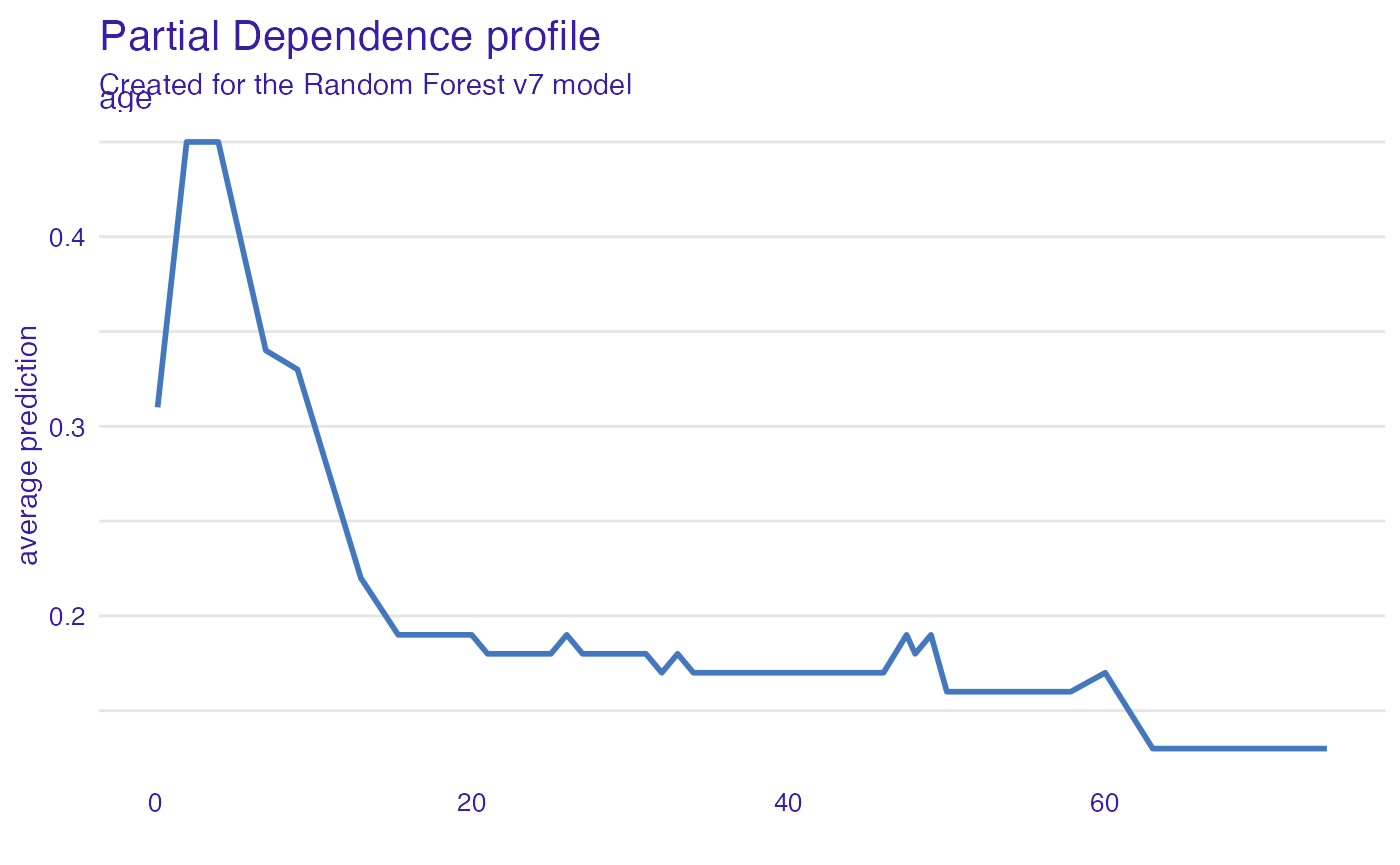 Partial Dependence profile
Created for the Random Forest v7 model
age
average prediction
0.4
0.3
0.2
0 20 40 60